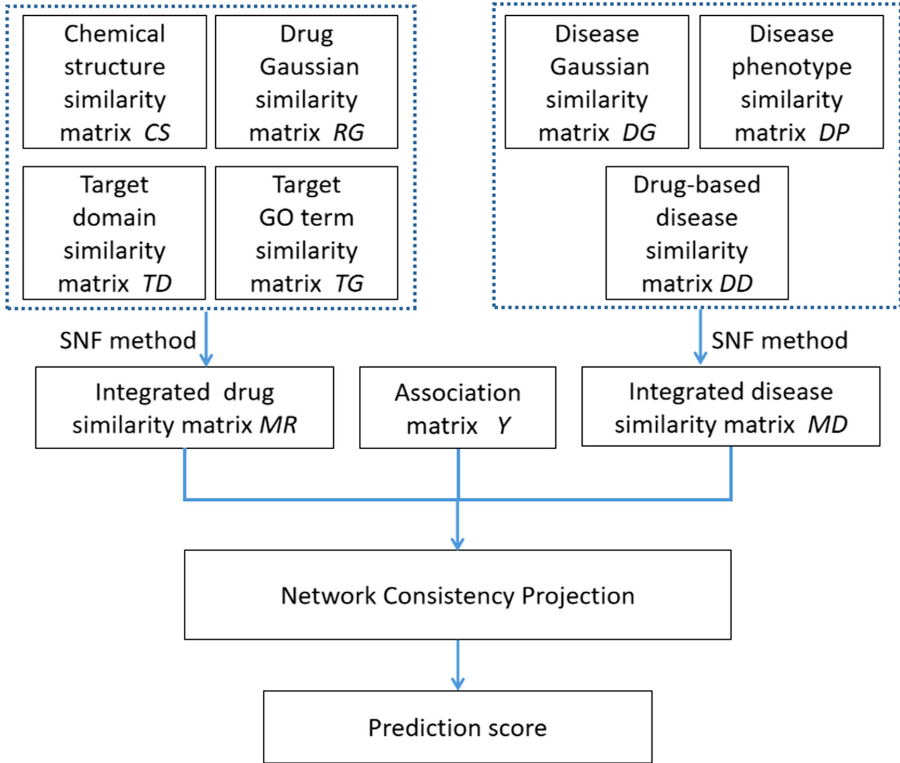 Chemical
structure
similarity
matrix CS
Drug
Gaussian
similarity
matrix RG
Target
domain
similarity
matrix TD
Target
GO term
similarity
matrix TG
Disease
Gaussian
similarity
matrix DG
Disease
phenotype
similarity
matrix DP
Drug-based
disease
similarity
matrix DD
SNF method
SNF method
Integrated drug
similarity matrix MR
Association
matrix Y
Integrated disease
similarity matrix MD
Network Consistency Projection
Prediction score